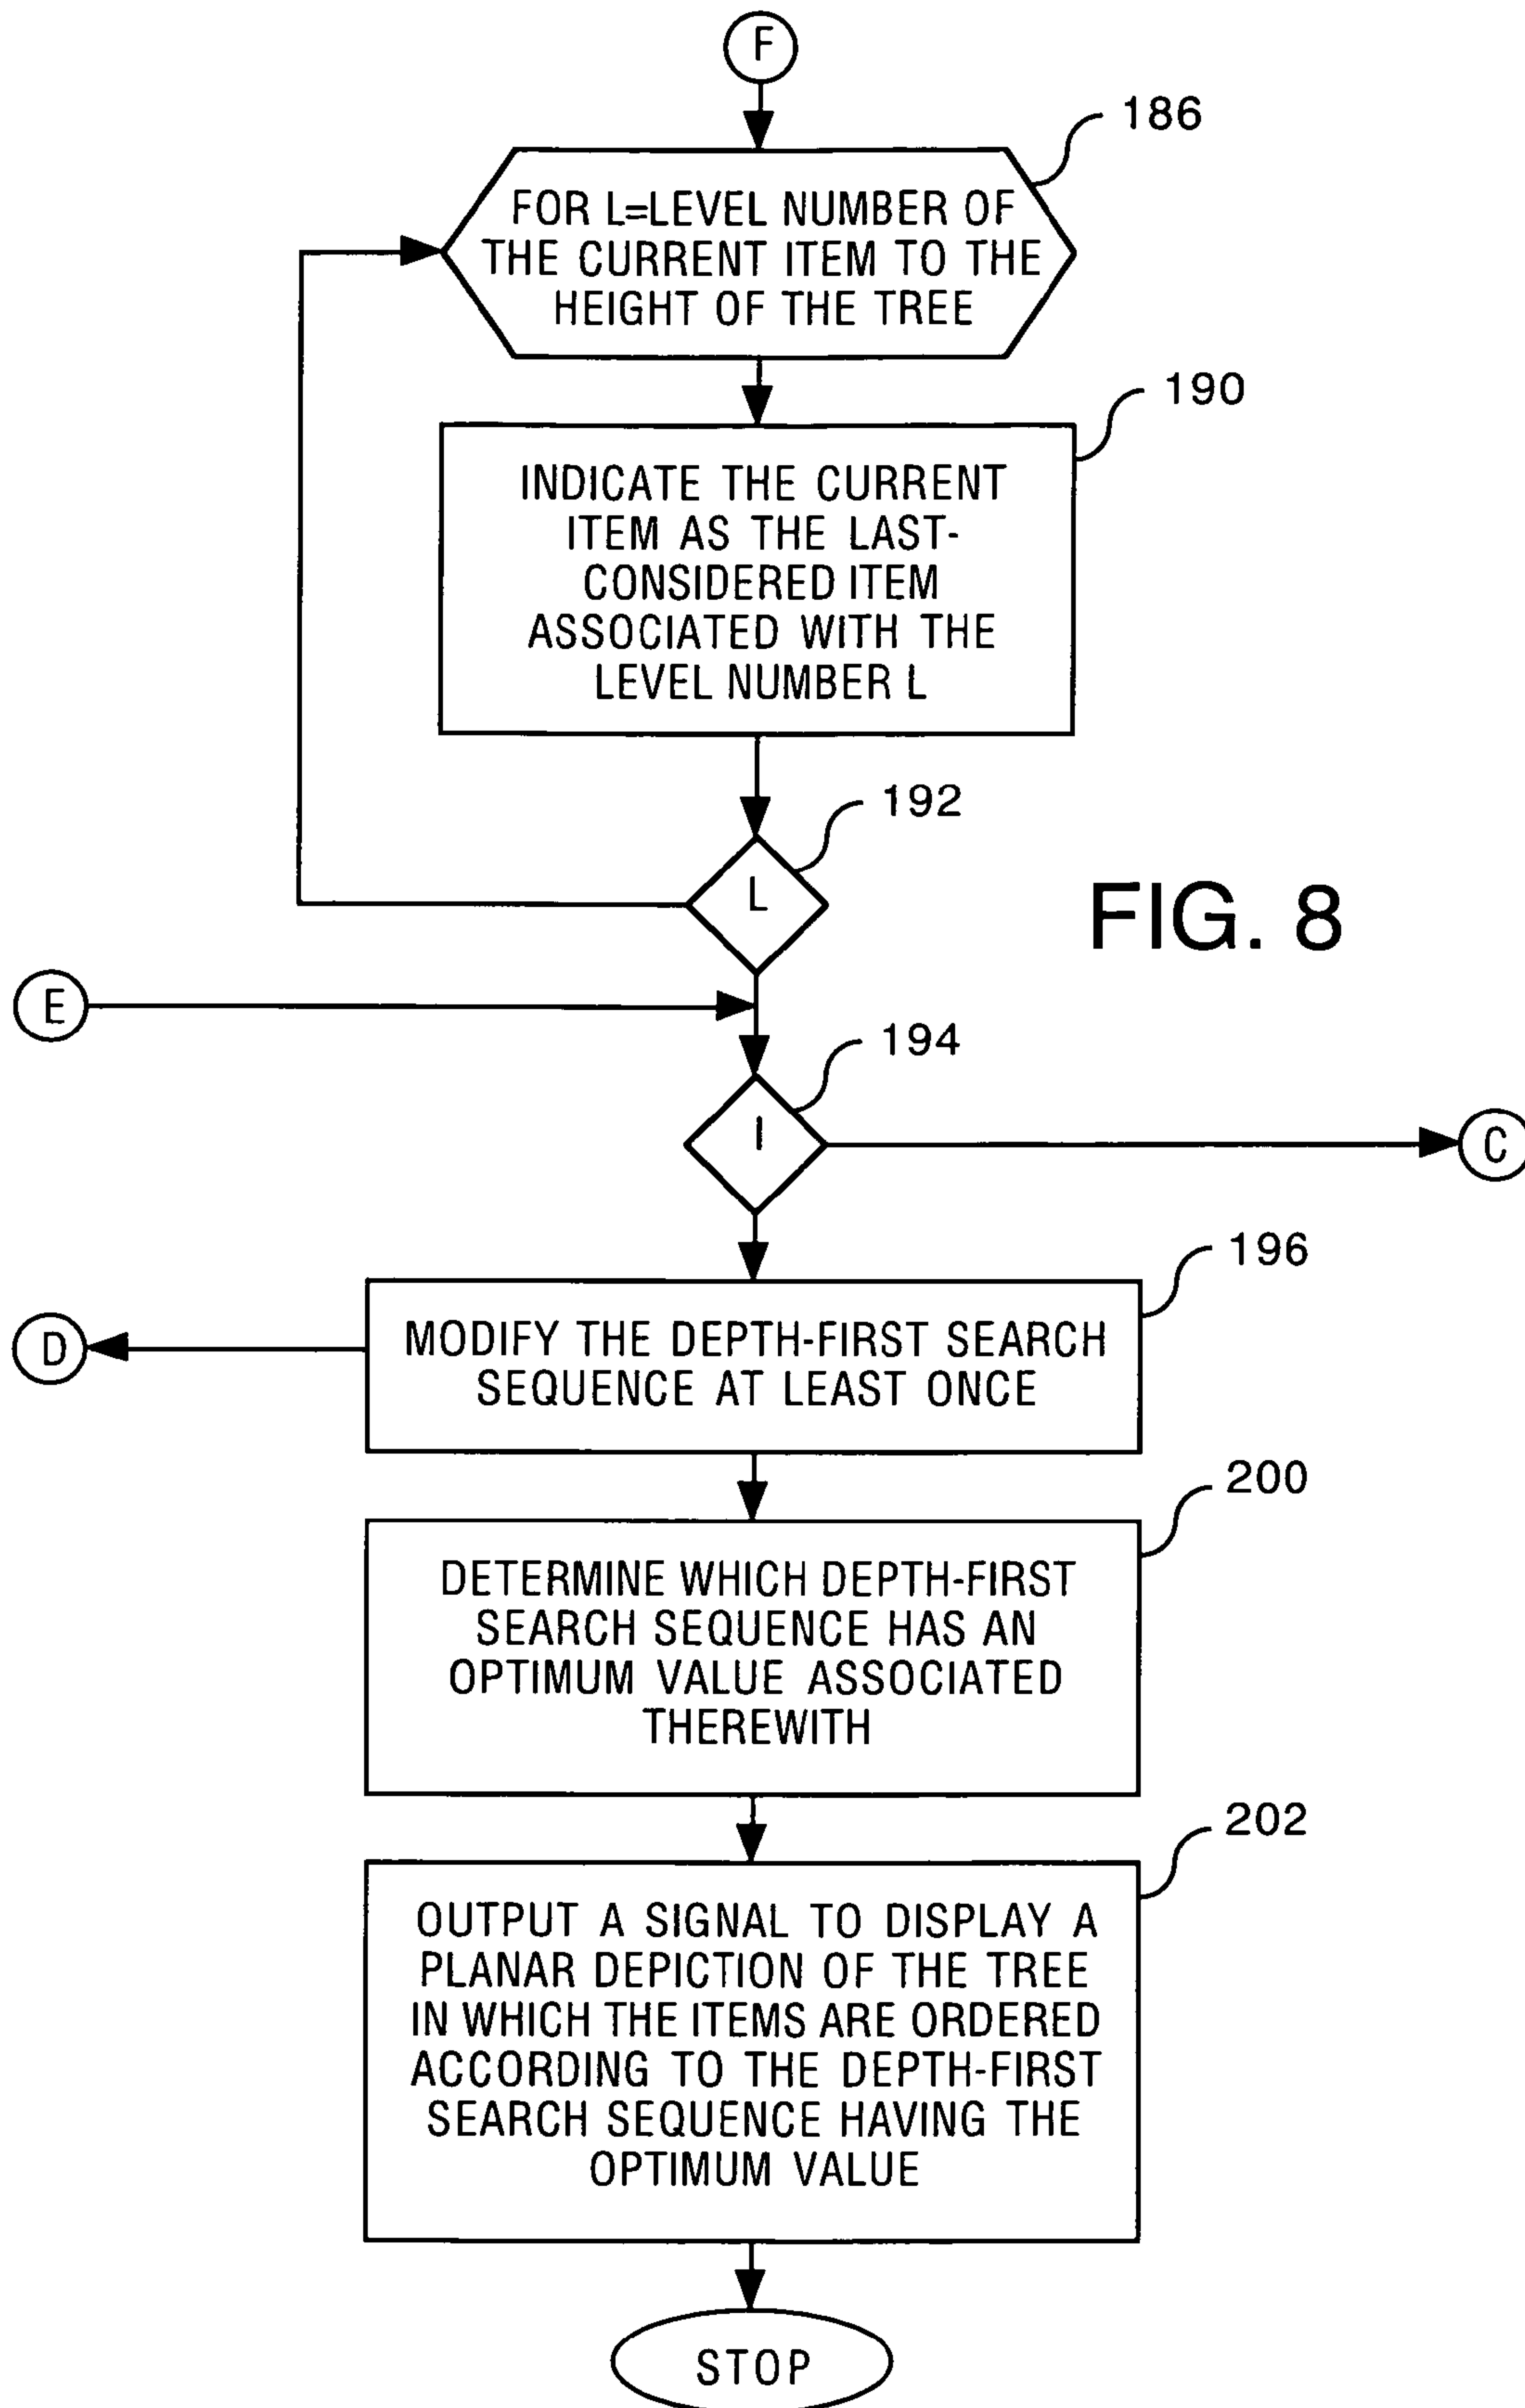 F
186
FOR L=LEVEL NUMBER OF
THE CURRENT ITEM TO THE
HEIGHT OF THE TREE
190
INDICATE THE CURRENT
ITEM AS THE LAST-
CONSIDERED ITEM
ASSOCIATED WITH THE
LEVEL NUMBER L
192
L
FIG. 8
E
194
I
C
196
D
MODIFY THE DEPTH-FIRST SEARCH
SEQUENCE AT LEAST ONCE
200
DETERMINE WHICH DEPTH-FIRST
SEARCH SEQUENCE HAS AN
OPTIMUM VALUE ASSOCIATED
THEREWITH
202
OUTPUT A SIGNAL TO DISPLAY A
PLANAR DEPICTION OF THE TREE
IN WHICH THE ITEMS ARE ORDERED
ACCORDING TO THE DEPTH-FIRST
SEARCH SEQUENCE HAVING THE
OPTIMUM VALUE
STOP